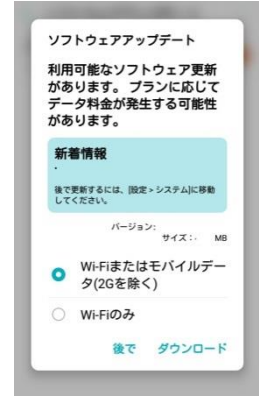 ソフトウェアアップデート
利用可能なソフトウェア更新
があります。 プランに応じて
データ料金が発生する可能性
があります。
新着情報
・
後で更新するには、[設定 > システム]に移動
してください。
バージョン:
サイズ: MB
Wi-Fiまたはモバイルデー
タ(2Gを除く)
Wi-Fiのみ
後で ダウンロード